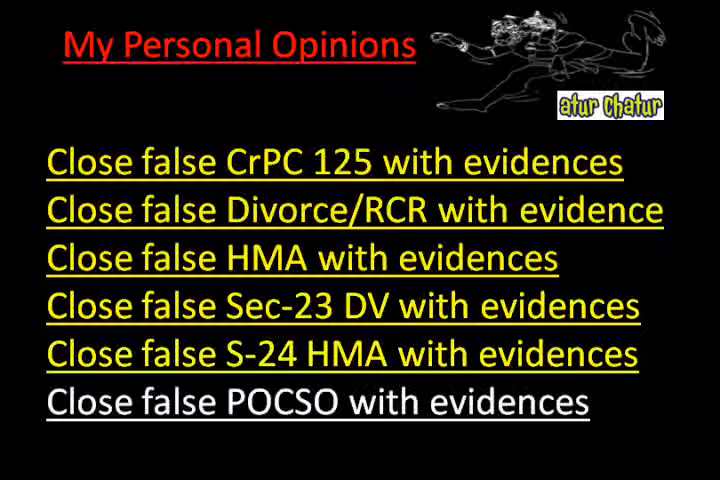 My Personal Opinions
atur chatur
Close false CrPC 125 with evidences
Close false Divorce/RCR with evidence
Close false HMA with evidences
Close false Sec-23 DV with evidences
Close false S-24 HMA with evidences
Close false POCSO with evidences